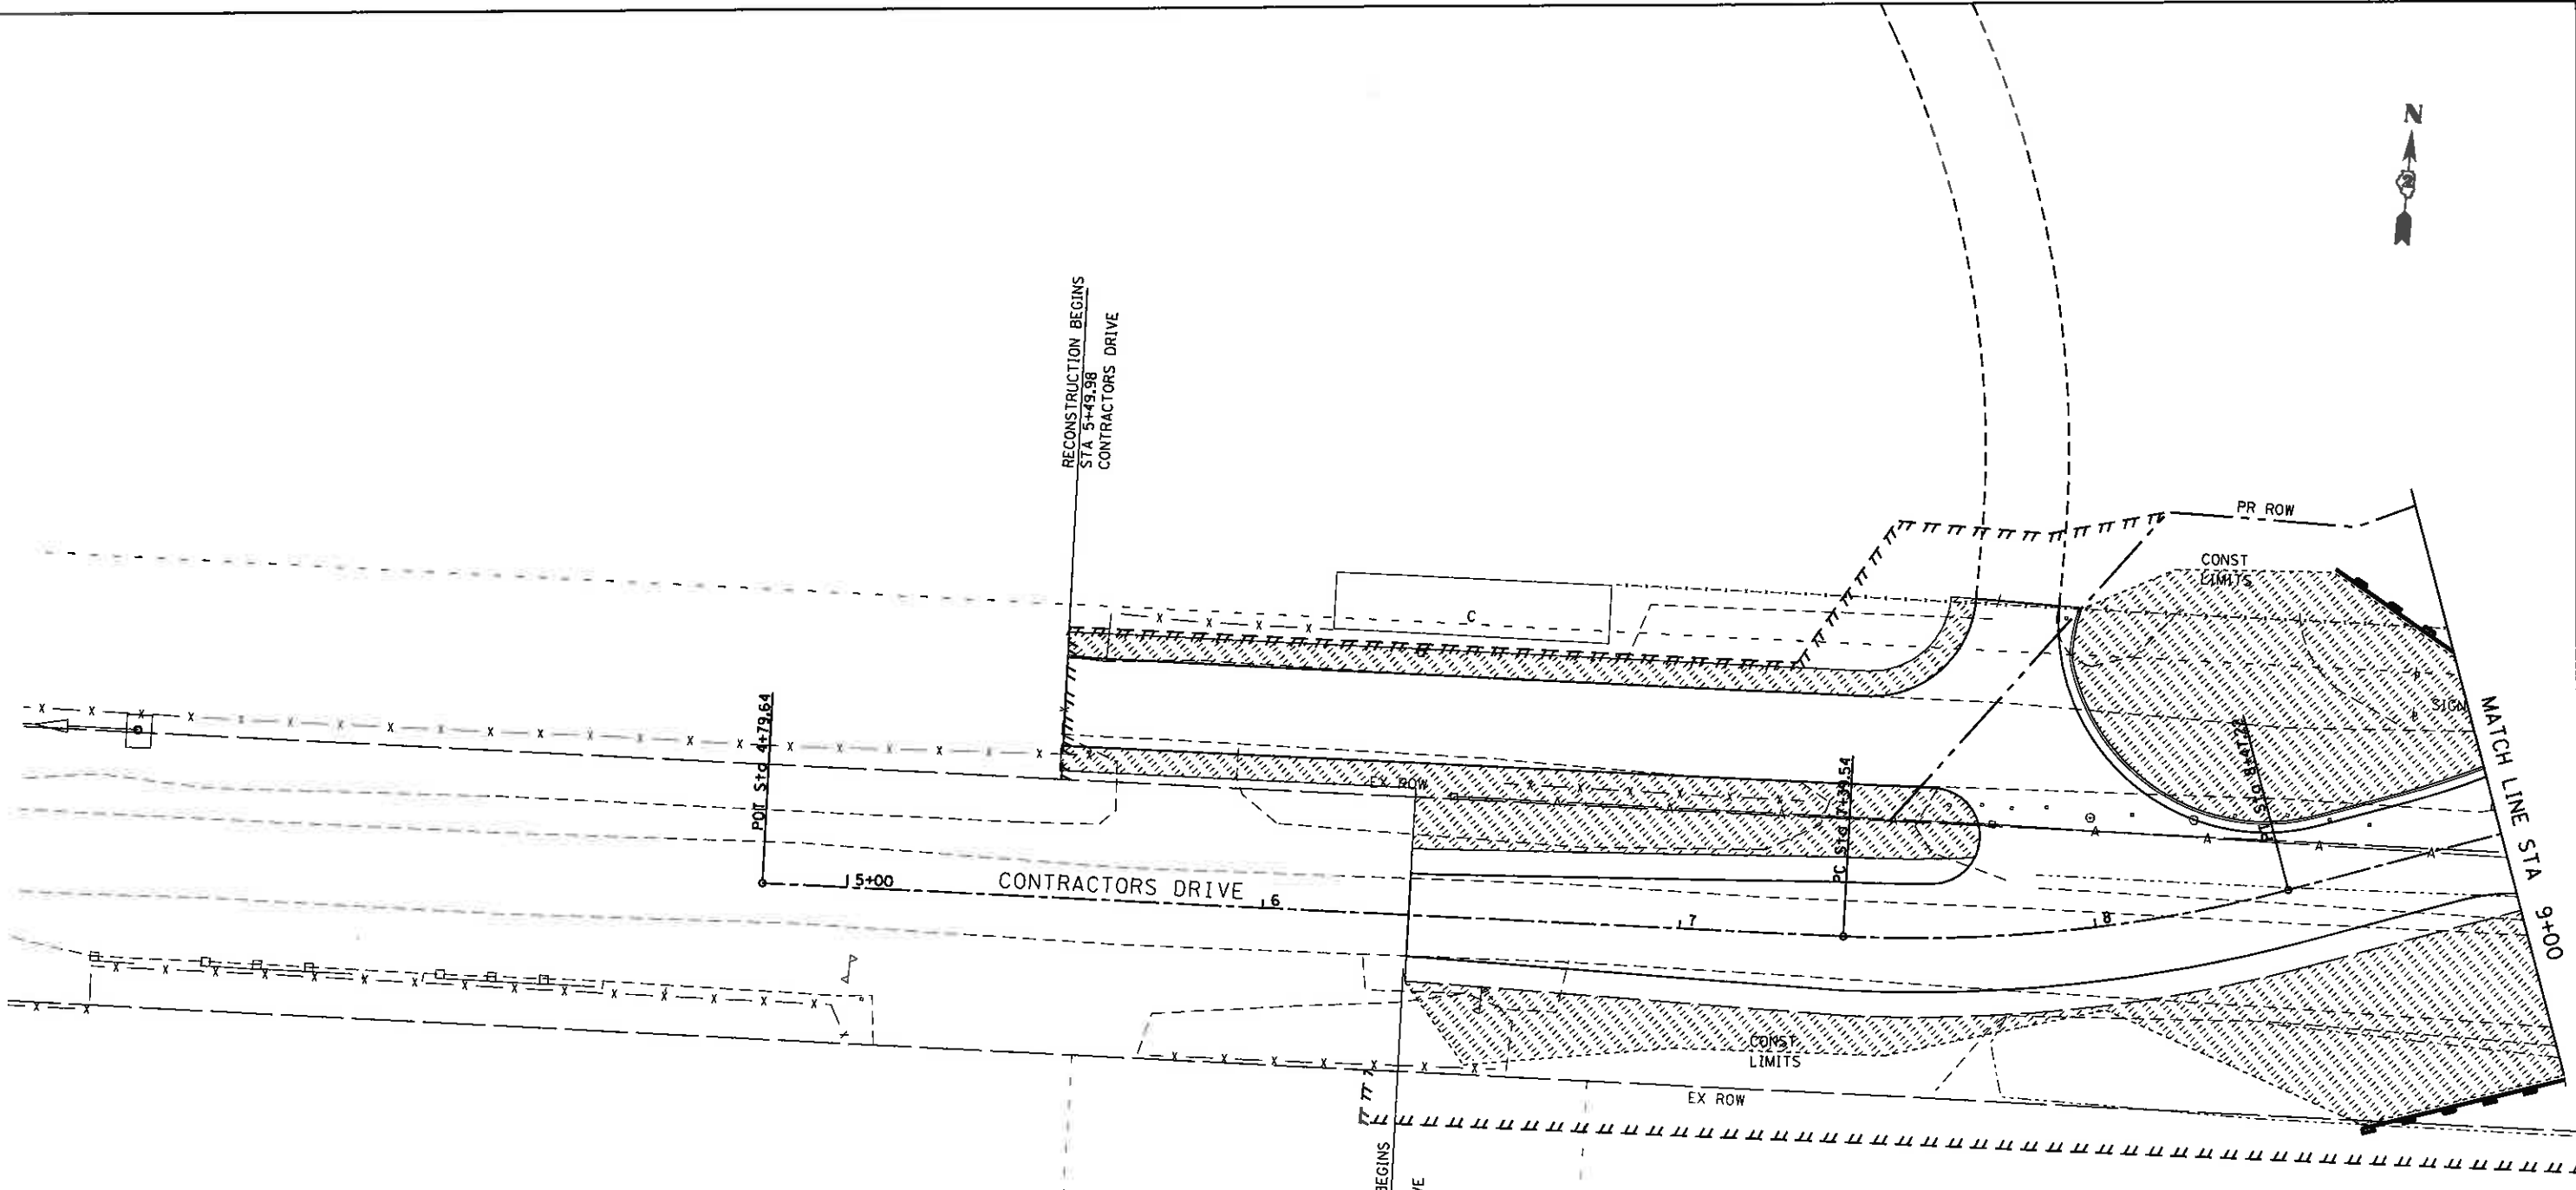 N
RECONSTRUCTION BEGINS
STA 5+49.98
CONTRACTORS DRIVE
PR ROW
CONST
LIMITS
C
SIGN
MATCH LINE STA 9+00
POT Sta 4+79.64
EX ROW
PC Sta 7+39.54
5+00
CONTRACTORS DRIVE
6
7
8
CONST
LIMITS
EX ROW